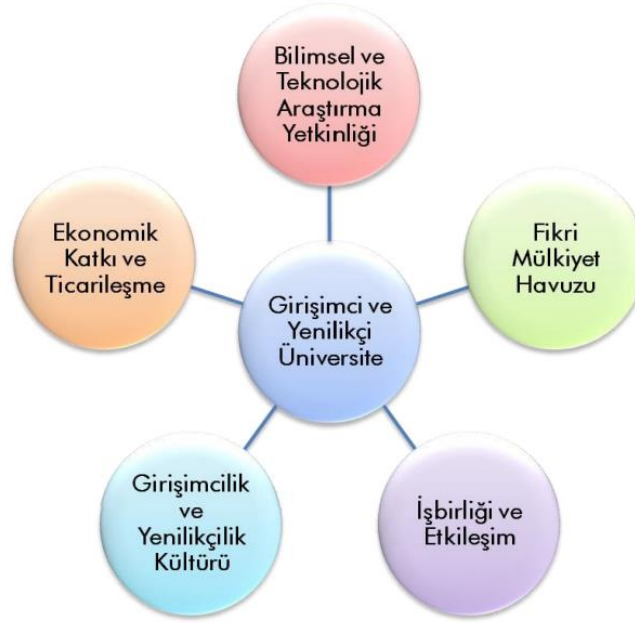 Bilimsel ve
Teknolojik
Araştırma
Yetkinliği
Ekonomik
Katkı ve
Ticarileşme
Fikri
Mülkiyet
Havuzu
Girişimci ve
Yenilikçi
Üniversite
Girişimcilik
ve
Yenilikçilik
Kültürü
İşbirliği ve
Etkileşim